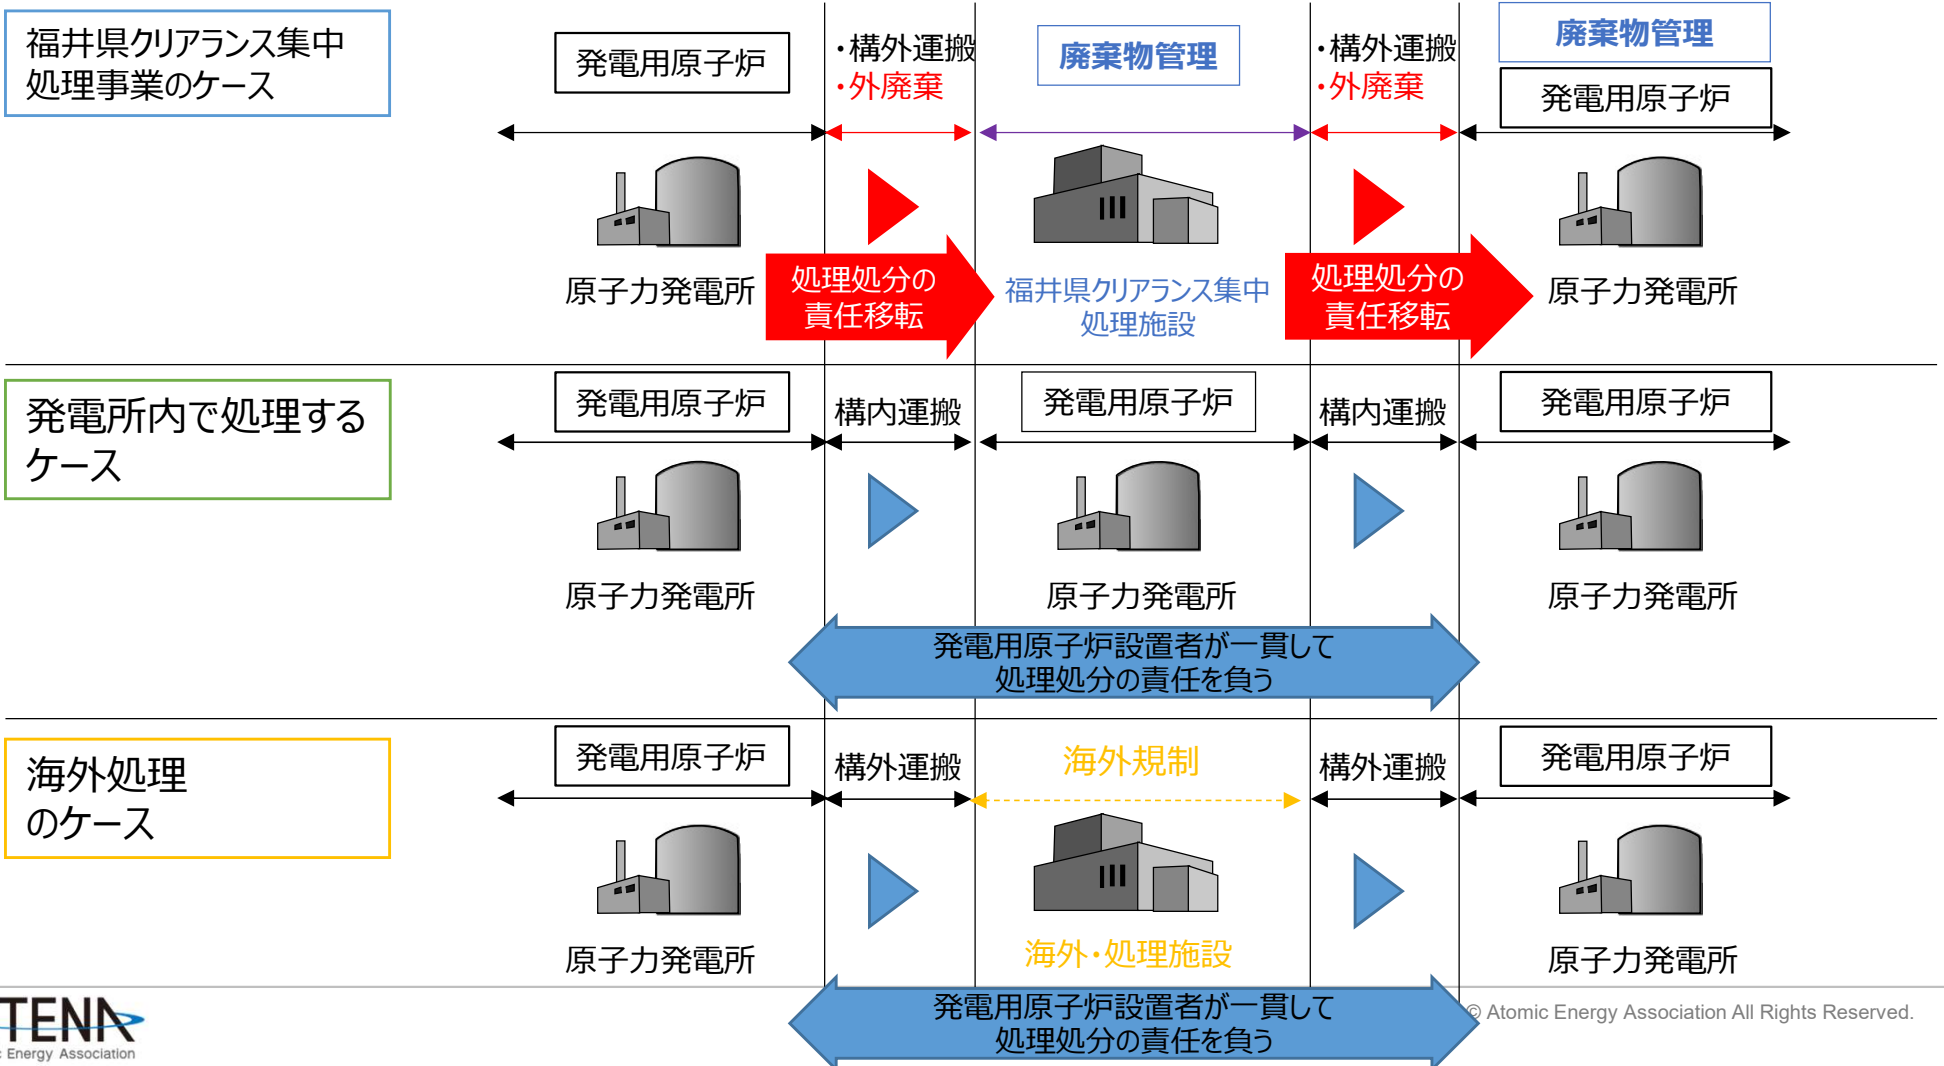 福井県クリアランス集中
処理事業のケース
発電用原子炉
・構外運搬
・外廃棄
廃棄物管理
・構外運搬
・外廃棄
廃棄物管理
発電用原子炉
原子力発電所
処理処分の
責任移転
福井県クリアランス集中
処理施設
処理処分の
責任移転
原子力発電所
発電所内で処理する
ケース
発電用原子炉
構内運搬
発電用原子炉
構内運搬
発電用原子炉
原子力発電所
原子力発電所
原子力発電所
発電用原子炉設置者が一貫して
処理処分の責任を負う
海外処理
のケース
発電用原子炉
構外運搬
海外規制
構外運搬
発電用原子炉
原子力発電所
海外・処理施設
原子力発電所
発電用原子炉設置者が一貫して
処理処分の責任を負う
TENA
Energy Association
© Atomic Energy Association All Rights Reserved.